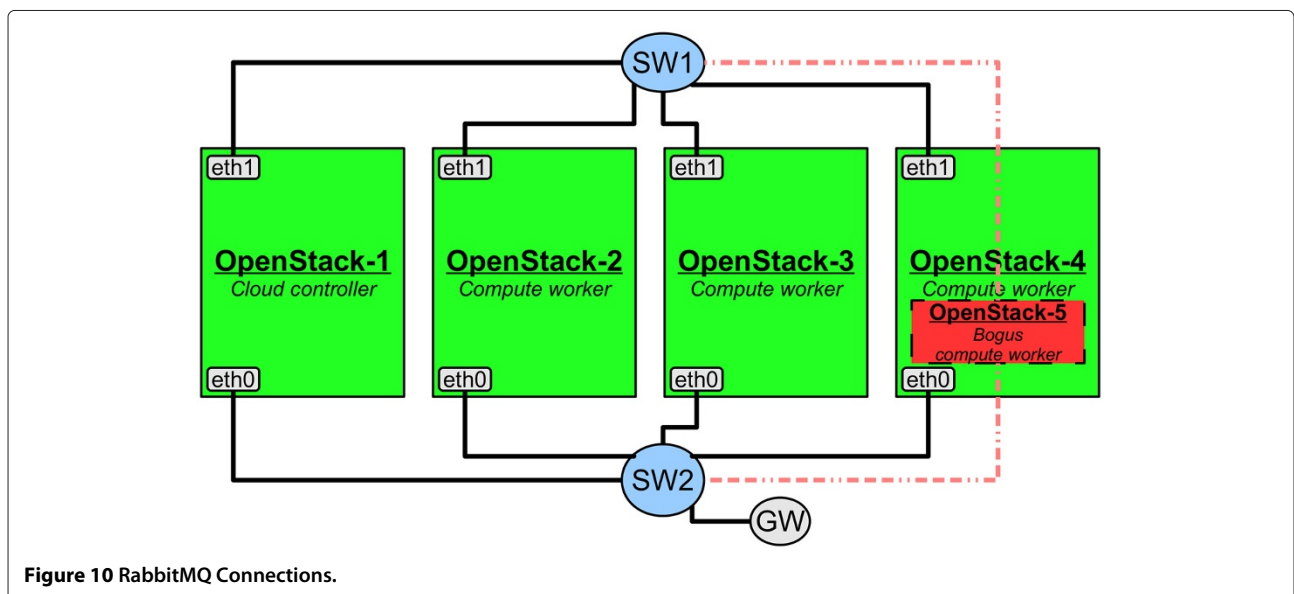 SW1
eth1
eth1
eth1
eth1
OpenStack-1
Cloud controller
OpenStack-2
Compute worker
OpenStack-3
Compute worker
OpenStack-4
Compute worker
OpenStack-5
Bogus
compute worker
eth0
eth0
eth0
eth0
SW2
GW
Figure 10 RabbitMQ Connections.